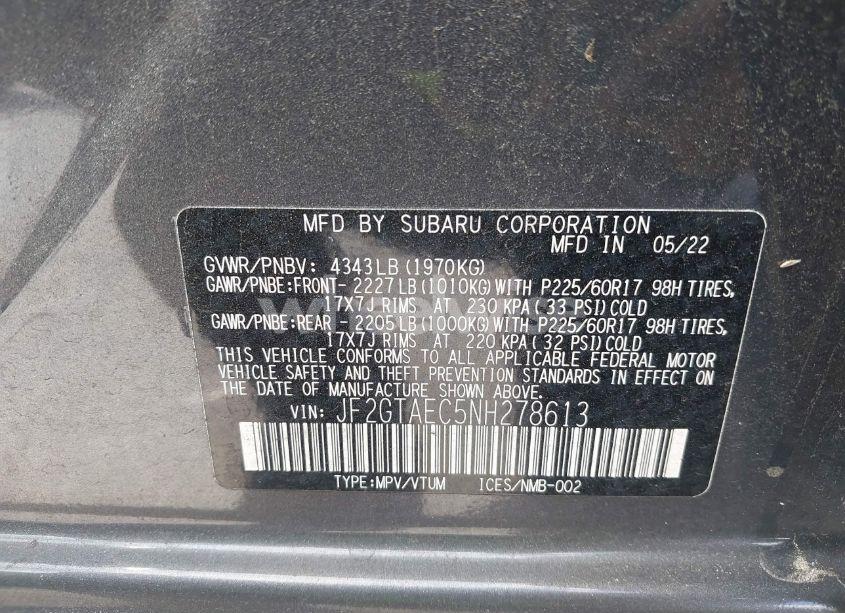 MFD BY SUBARU CORPORATION
MFD IN 05/22
GVWR/PNBV: 4343LB(1970KG)
GAWR/PNBE:FRONT- 2227LB(1010KG)WITH P225/60R17 98H TIRES,
17X7J RIMS AT 230 KPA(33 PSI)COLD
GAWR/PNBE:REAR - 2205LB(1000KG)WITH P225/60R17 98H TIRES,
17X7J RIMS AT 220 KPA(32 PSI)COLD
THIS VEHICLE CONFORMS TO ALL APPLICABLE FEDERAL MOTOR
VEHICLE SAFETY AND THEFT PREVENTION STANDARDS IN EFFECT ON
THE DATE OF MANUFACTURE SHOWN ABOVE.
VIN: JF2GTAEC5NH278613
TYPE:MPV/VTUM ICES/NMB-002